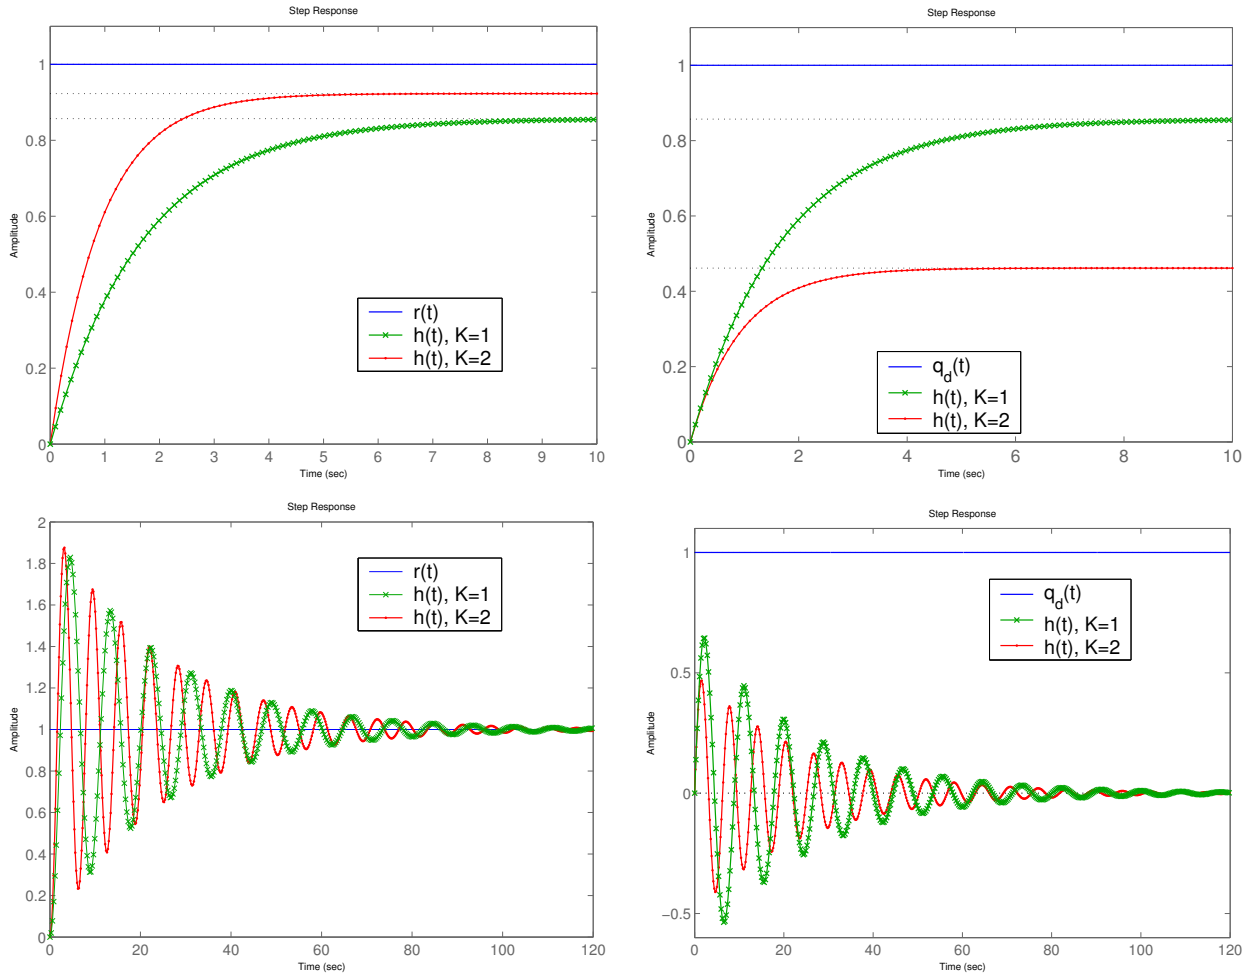 Step Response
1
0.8
0.6
0.4
0.2
0
Amplitude
r(t)
h(t), K=1
h(t), K=2
0 1 2 3 4 5 6 7 8 9 10
Time (sec)
Step Response
1
0.8
0.6
0.4
0.2
0
Amplitude
q_d(t)
h(t), K=1
h(t), K=2
0 2 4 6 8 10
Time (sec)
Step Response
2
1.8
1.6
1.4
1.2
1
0.8
0.6
0.4
0.2
0
Amplitude
r(t)
h(t), K=1
h(t), K=2
0 20 40 60 80 100 120
Time (sec)
Step Response
1
0.5
0
−0.5
Amplitude
q_d(t)
h(t), K=1
h(t), K=2
0 20 40 60 80 100 120
Time (sec)